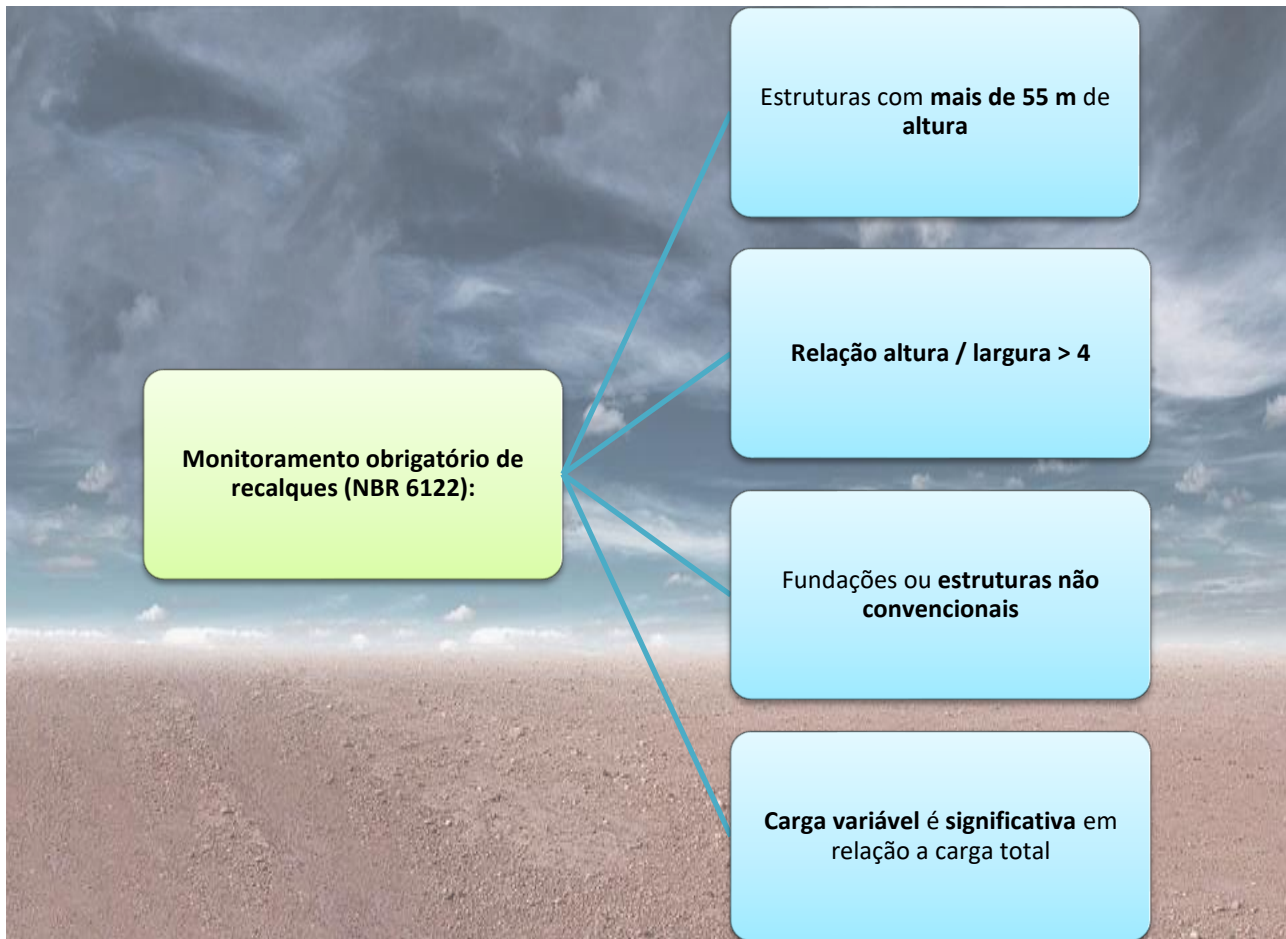 Estruturas com mais de 55 m de
altura
Relação altura / largura > 4
Monitoramento obrigatório de
recalques (NBR 6122):
Fundações ou estruturas não
convencionais
Carga variável é significativa em
relação a carga total